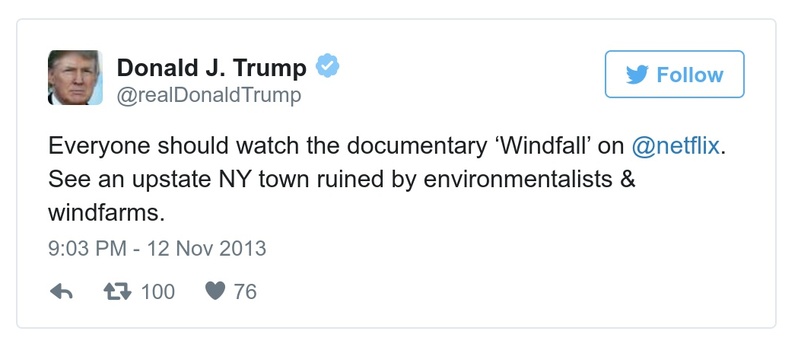 Donald J. Trump
@realDonaldTrump
Follow
Everyone should watch the documentary ‘Windfall’ on @netflix.
See an upstate NY town ruined by environmentalists &
windfarms.
9:03 PM - 12 Nov 2013
100 76